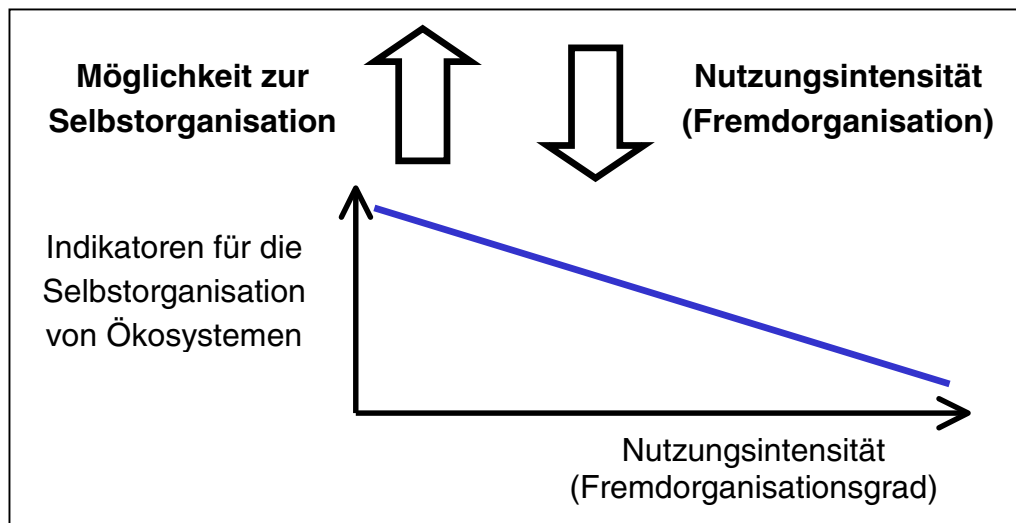 Möglichkeit zur
Selbstorganisation
Nutzungsintensität
(Fremdorganisation)
Indikatoren für die
Selbstorganisation
von Ökosystemen
Nutzungsintensität
(Fremdorganisationsgrad)